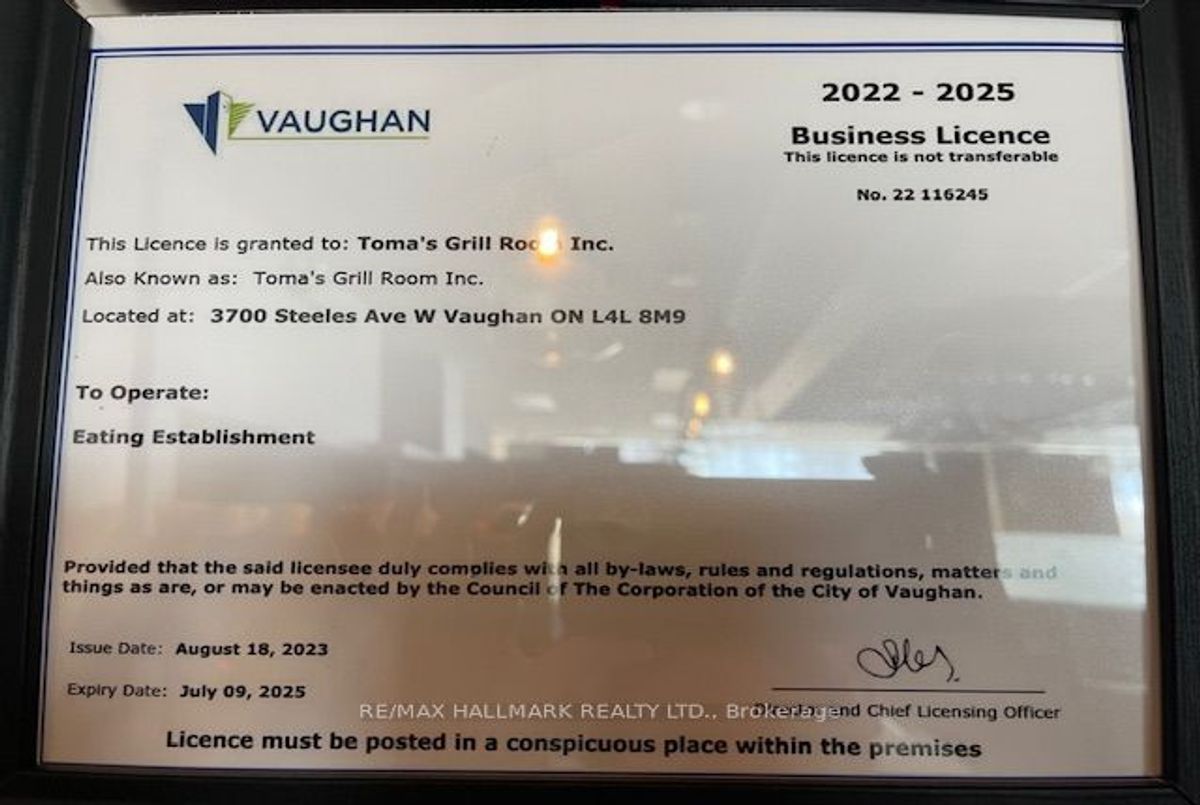 VAUGHAN
2022 - 2025
Business Licence
This licence is not transferable
No. 22 116245
This Licence is granted to: Toma's Grill Room Inc.
Also Known as: Toma's Grill Room Inc.
Located at: 3700 Steeles Ave W Vaughan ON L4L 8M9
To Operate:
Eating Establishment
Provided that the said licensee duly complies with all by-laws, rules and regulations, matters and
things as are, or may be enacted by the Council of The Corporation of the City of Vaughan.
Issue Date: August 18, 2023
Expiry Date: July 09, 2025
RE/MAX HALLMARK REALTY LTD., Brokerage
Director and Chief Licensing Officer
Licence must be posted in a conspicuous place within the premises